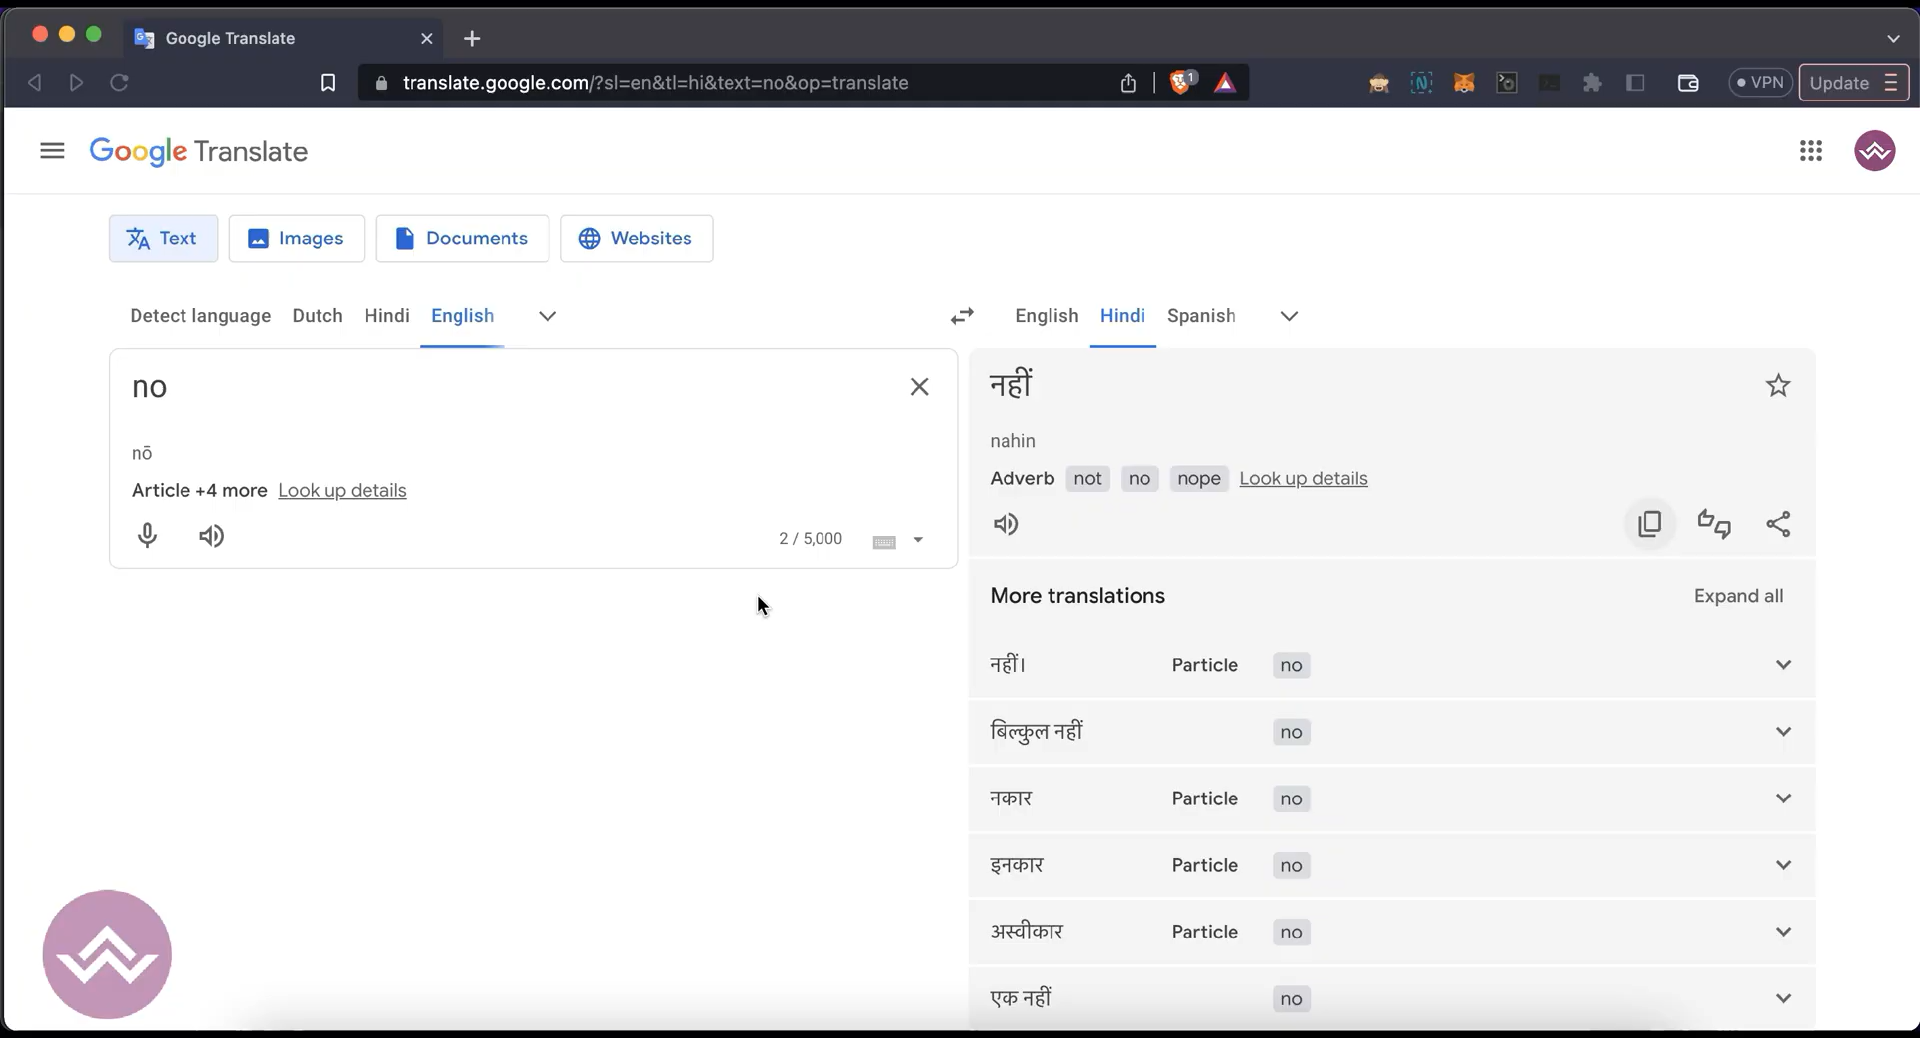 Google Translate
translate.google.com/?sl=en&tl=hi&text=no&op=translate
1
VPN
Update
Google Translate
Text
Images
Documents
Websites
Detect language
Dutch
Hindi
English
English
Hindi
Spanish
no
nō
Article +4 more
Look up details
2 / 5,000
नहीं
nahin
Adverb
not
no
nope
Look up details
More translations
Expand all
नहीं।
Particle
no
बिल्कुल नहीं
no
नकार
Particle
no
इनकार
Particle
no
अस्वीकार
Particle
no
एक नहीं
no